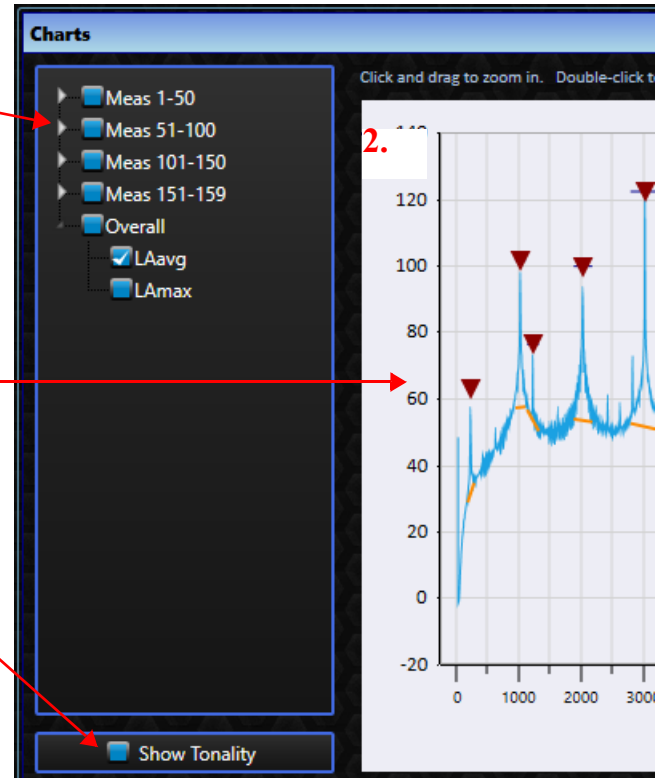 Charts
Click and drag to zoom in. Double-click t
Meas 1-50
Meas 51-100
Meas 101-150
Meas 151-159
Overall
LAavg
LAmax
2.
120
100
80
60
40
20
0
-20
0 1000 2000
Show Tonality